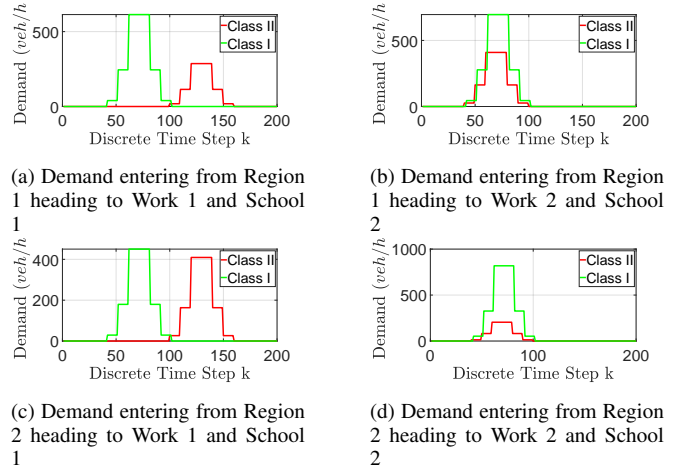 500
0
Demand (veh/h
0 50 100 150 200
Discrete Time Step k
Class II
Class I
(a) Demand entering from Region
1 heading to Work 1 and School
1
500
0
Demand (veh/h
0 50 100 150 200
Discrete Time Step k
Class II
Class I
(b) Demand entering from Region
1 heading to Work 2 and School
2
400
200
0
Demand (veh/h
0 50 100 150 200
Discrete Time Step k
Class II
Class I
(c) Demand entering from Region
2 heading to Work 1 and School
1
1000
500
0
Demand (veh/h
0 100 200
Discrete Time Step k
Class II
Class I
(d) Demand entering from Region
2 heading to Work 2 and School
2